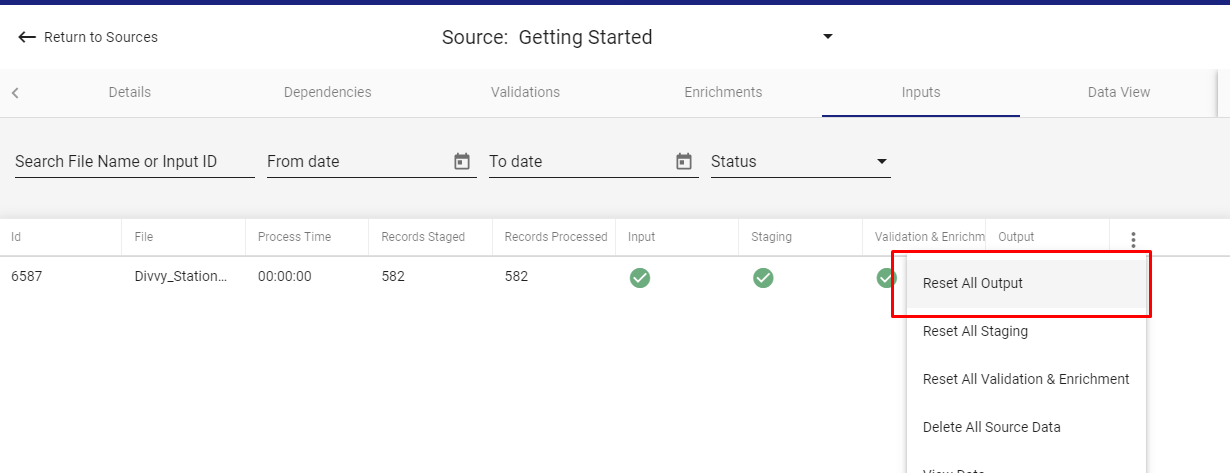 Return to Sources
Source: Getting Started
Details Dependencies Validations Enrichments Inputs Data View
Search File Name or Input ID From date To date Status
Id File Process Time Records Staged Records Processed Input Staging Validation & Enrichm Output
6587 Divvy_Station... 00:00:00 582 582
Reset All Output
Reset All Staging
Reset All Validation & Enrichment
Delete All Source Data
View Data